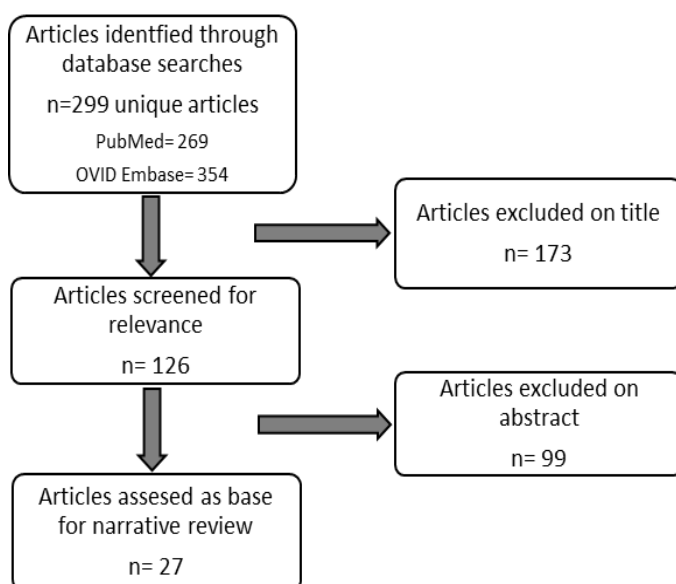 Articles identfied through
database searches
n=299 unique articles
PubMed= 269
OVID Embase= 354
Articles excluded on title
n= 173
Articles screened for
relevance
n= 126
Articles excluded on
abstract
n= 99
Articles assesed as base
for narrative review
n= 27